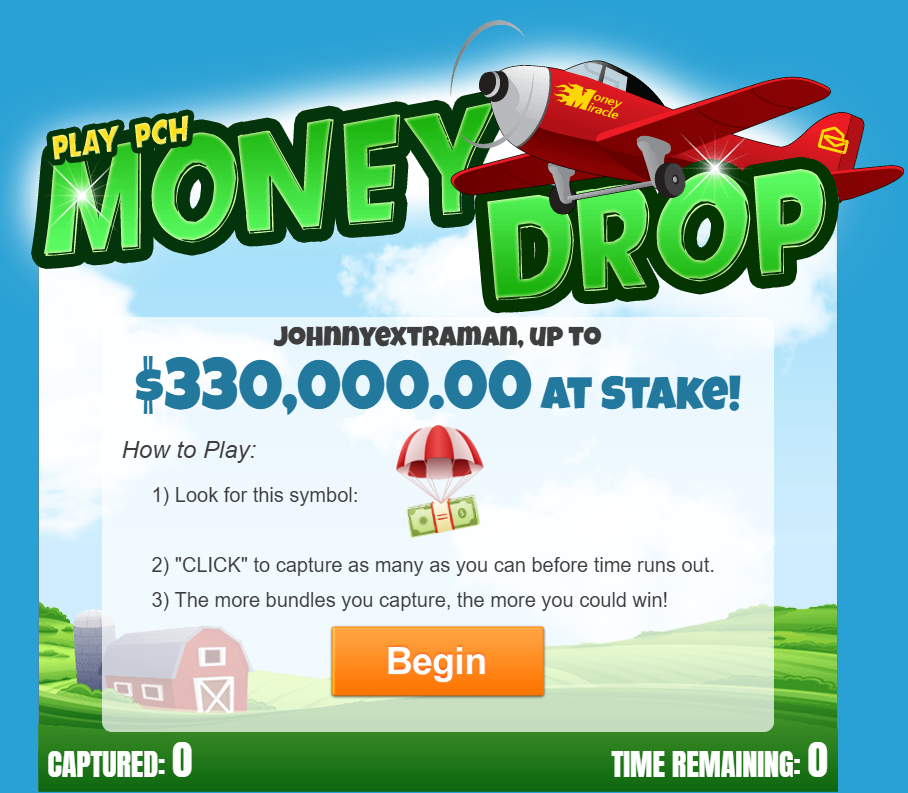 PLAY PCH
MONEY
Money
Miracle
DROP
JOHNNYEXTRAMAN, UP TO
$330,000.00 AT STAKE!
How to Play:
1) Look for this symbol:
2) "CLICK" to capture as many as you can before time runs out.
3) The more bundles you capture, the more you could win!
Begin
CAPTURED: 0
TIME REMAINING: 0